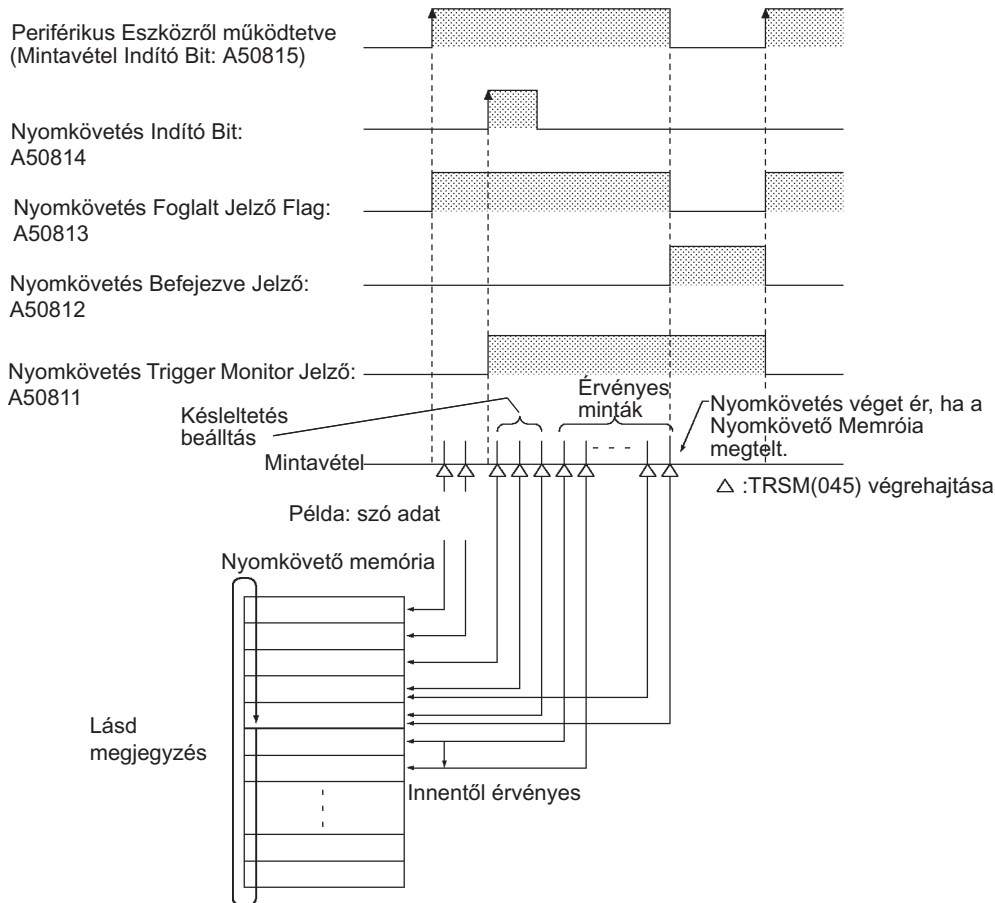 Periférikus Eszközről működtetve
(Mintavétel Indító Bit: A50815)
Nyomkövetés Indító Bit:
A50814
Nyomkövetés Foglalt Jelző Flag:
A50813
Nyomkövetés Befejezve Jelző:
A50812
Nyomkövetés Trigger Monitor Jelző:
A50811
Késleltetés
beálltás
Érvényes
minták
Nyomkövetés véget ér, ha a
Nyomkövető Memróia
megtelt.
Mintavétel
:TRSM(045) végrehajtása
Példa: szó adat
Nyomkövető memória
Lásd
megjegyzés
Innentől érvényes